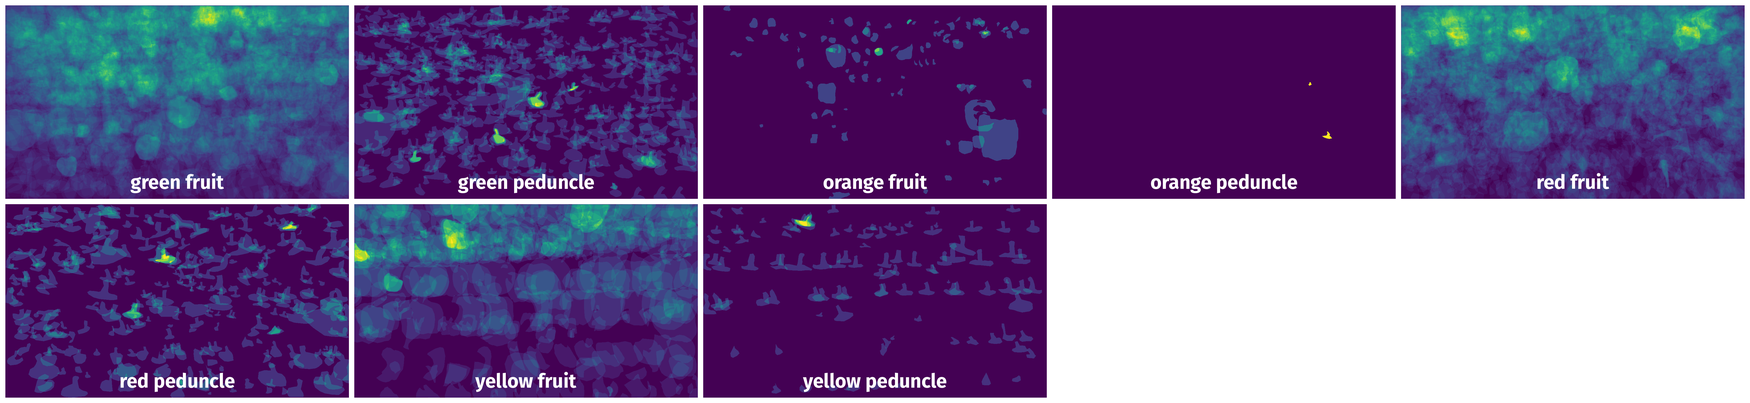 green fruit
green peduncle
orange fruit
orange peduncle
red fruit
red peduncle
yellow fruit
yellow peduncle